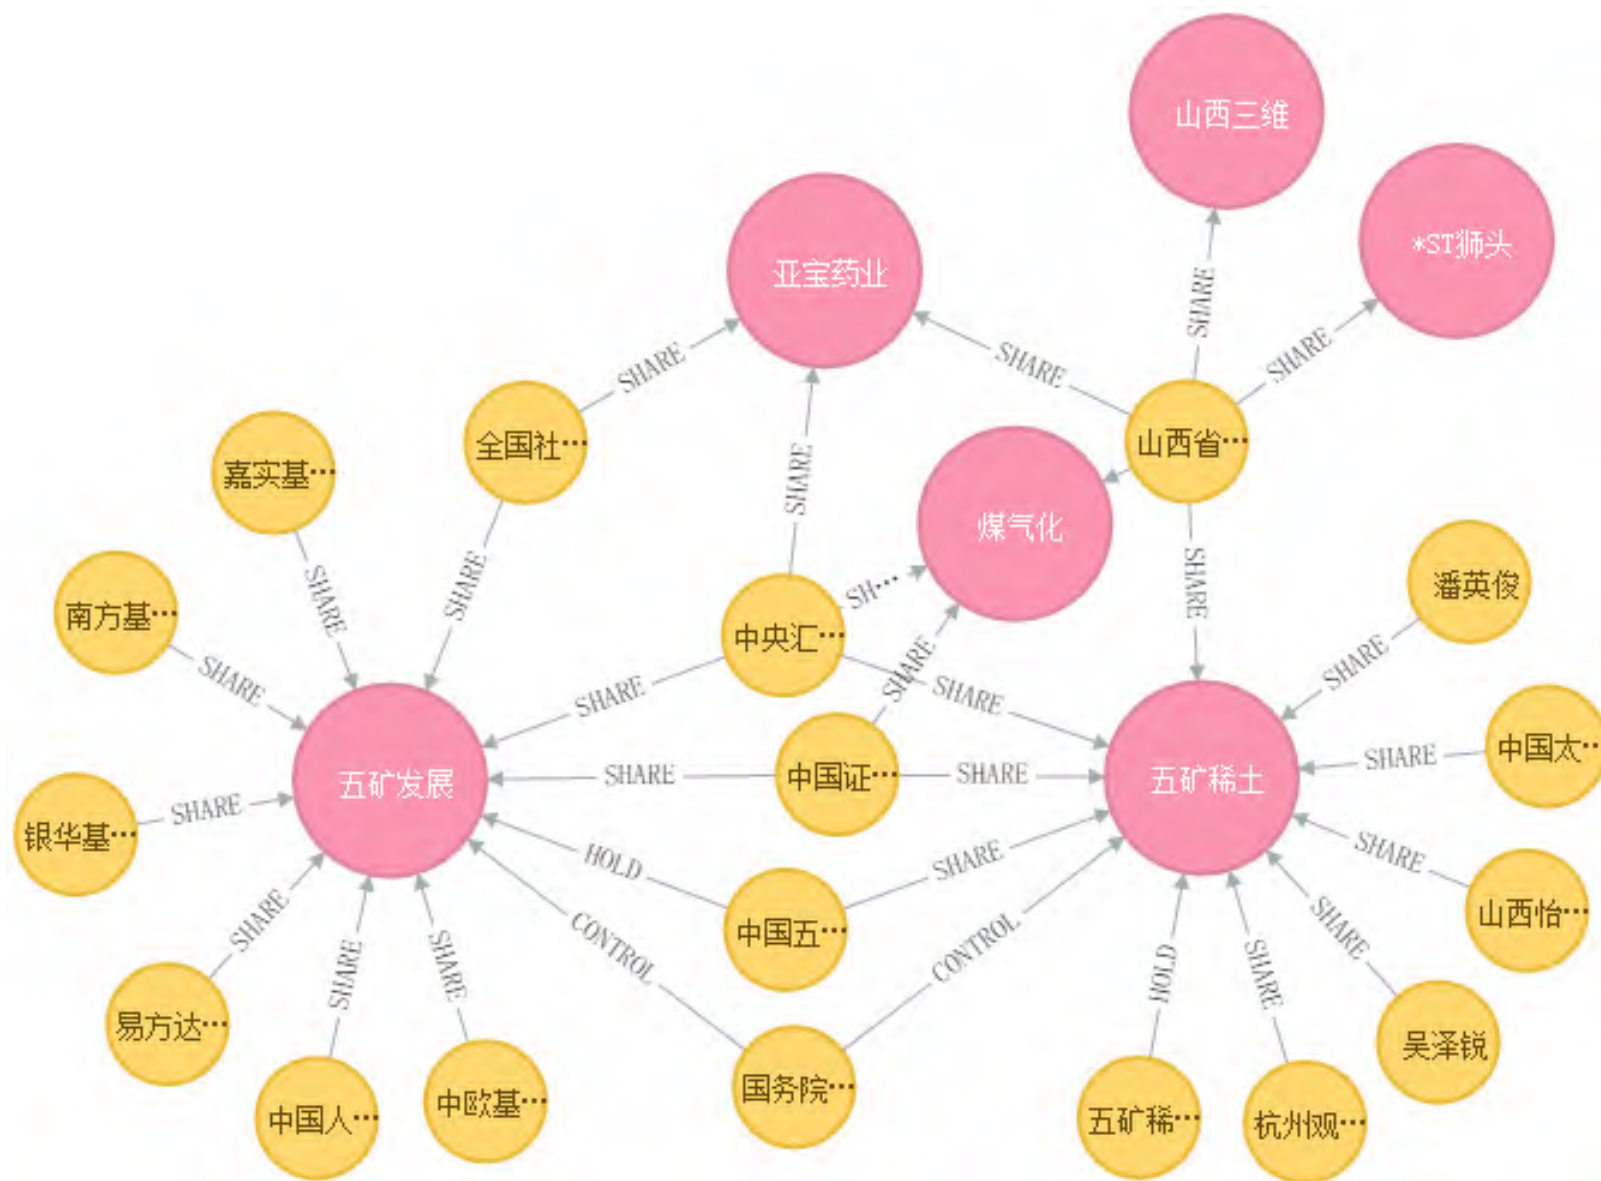 山西三维
*ST狮头
亚宝药业
SHARE
SHARE
SHARE
SHARE
全国社…
山西省…
嘉实基…
SHARE
煤气化
SHARE
SHARE
SHARE
SH…
潘英俊
南方基…
中央汇…
SHARE
SHARE
SHARE
SHARE
SHARE
中国太…
五矿发展
SHARE
中国证…
SHARE
五矿稀土
SHARE
SHARE
银华基…
HOLD
SHARE
SHARE
SHARE
中国五…
SHARE
山西怡…
CONTROL
CONTROL
SHARE
SHARE
HOLD
SHARE
易方达…
吴泽锐
国务院…
中国人…
中欧基…
五矿稀…
杭州观…